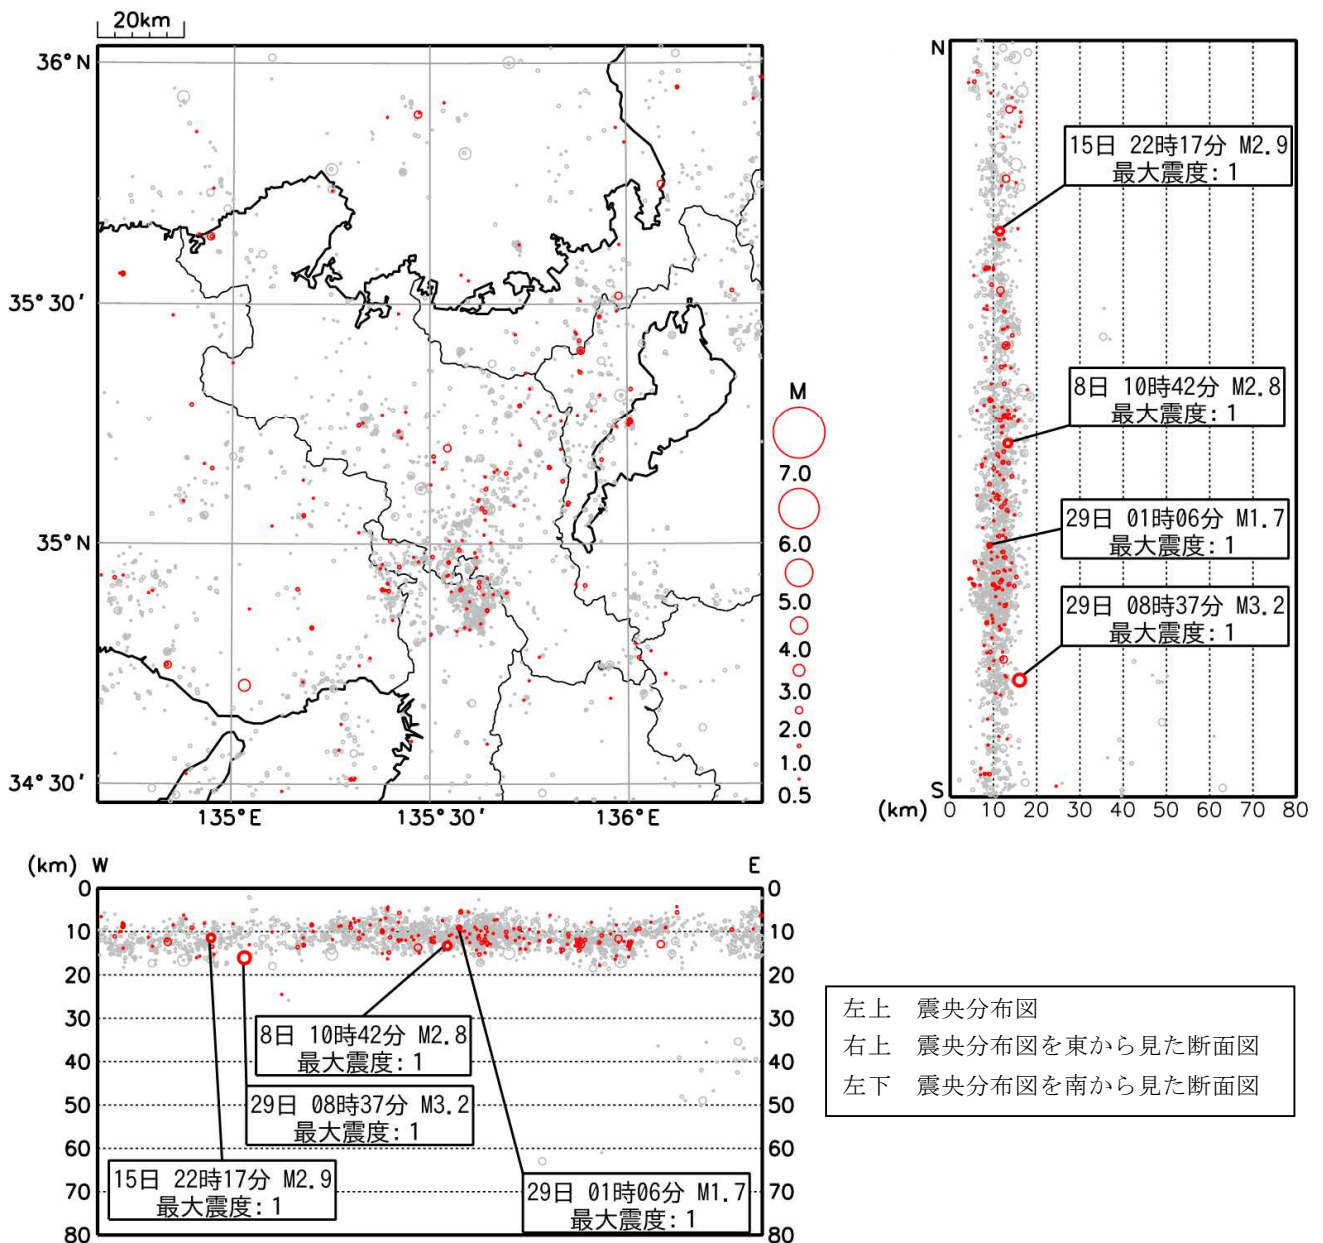 20km
36°N
35°30′
35°N
34°30′
135°E
135°30′
136°E
M
7.0
6.0
5.0
4.0
3.0
2.0
1.0
0.5
N
S
(km)
0 10 20 30 40 50 60 70 80
15日 22時17分 M2.9
最大震度:1
8日 10時42分 M2.8
最大震度:1
29日 01時06分 M1.7
最大震度:1
29日 08時37分 M3.2
最大震度:1
(km) W
E
0
10
20
30
40
50
60
70
80
0
10
20
30
40
50
60
70
80
8日 10時42分 M2.8
最大震度:1
29日 08時37分 M3.2
最大震度:1
15日 22時17分 M2.9
最大震度:1
29日 01時06分 M1.7
最大震度:1
左上 震央分布図
右上 震央分布図を東から見た断面図
左下 震央分布図を南から見た断面図